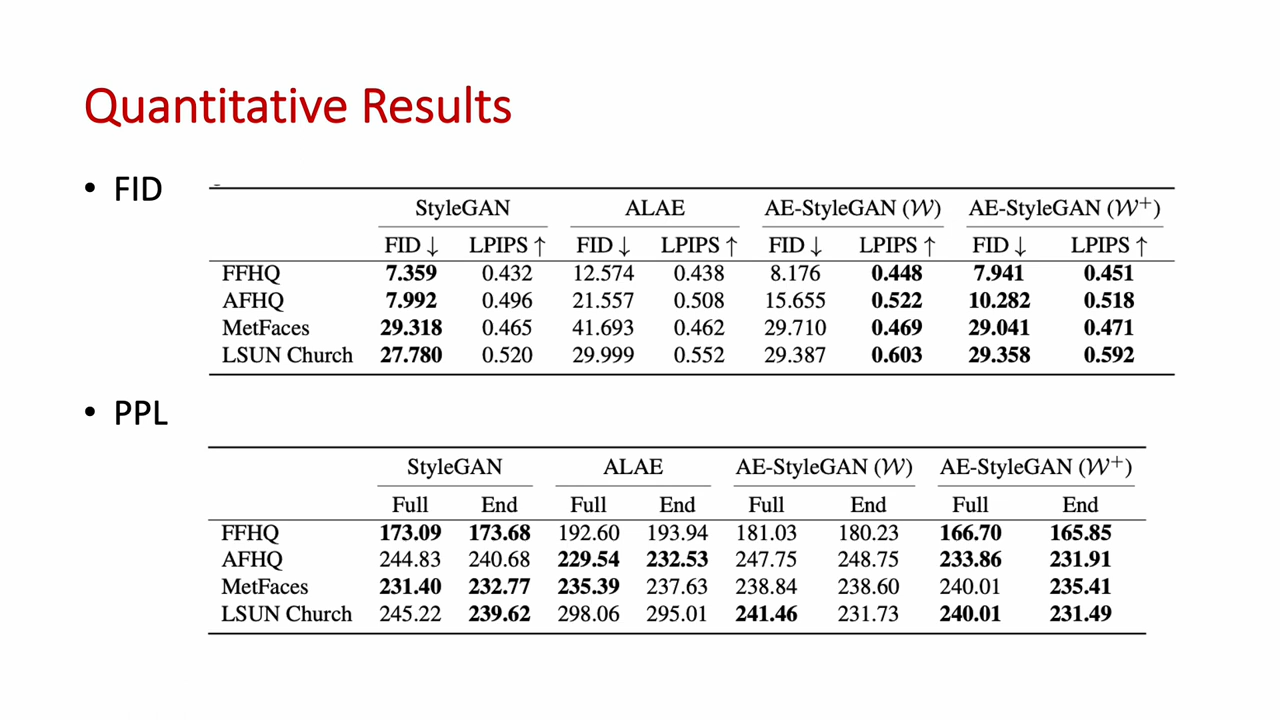 Quantitative Results
• FID
StyleGAN ALAE AE-StyleGAN (𝒲) AE-StyleGAN (𝒲⁺)
FID ↓ LPIPS ↑ FID ↓ LPIPS ↑ FID ↓ LPIPS ↑ FID ↓ LPIPS ↑
FFHQ 7.359 0.432 12.574 0.438 8.176 0.448 7.941 0.451
AFHQ 7.992 0.496 21.557 0.508 15.655 0.522 10.282 0.518
MetFaces 29.318 0.465 41.693 0.462 29.710 0.469 29.041 0.471
LSUN Church 27.780 0.520 29.999 0.552 29.387 0.603 29.358 0.592
• PPL
StyleGAN ALAE AE-StyleGAN (𝒲) AE-StyleGAN (𝒲⁺)
Full End Full End Full End Full End
FFHQ 173.09 173.68 192.60 193.94 181.03 180.23 166.70 165.85
AFHQ 244.83 240.68 229.54 232.53 247.75 248.75 233.86 231.91
MetFaces 231.40 232.77 235.39 237.63 238.84 238.60 240.01 235.41
LSUN Church 245.22 239.62 298.06 295.01 241.46 231.73 240.01 231.49